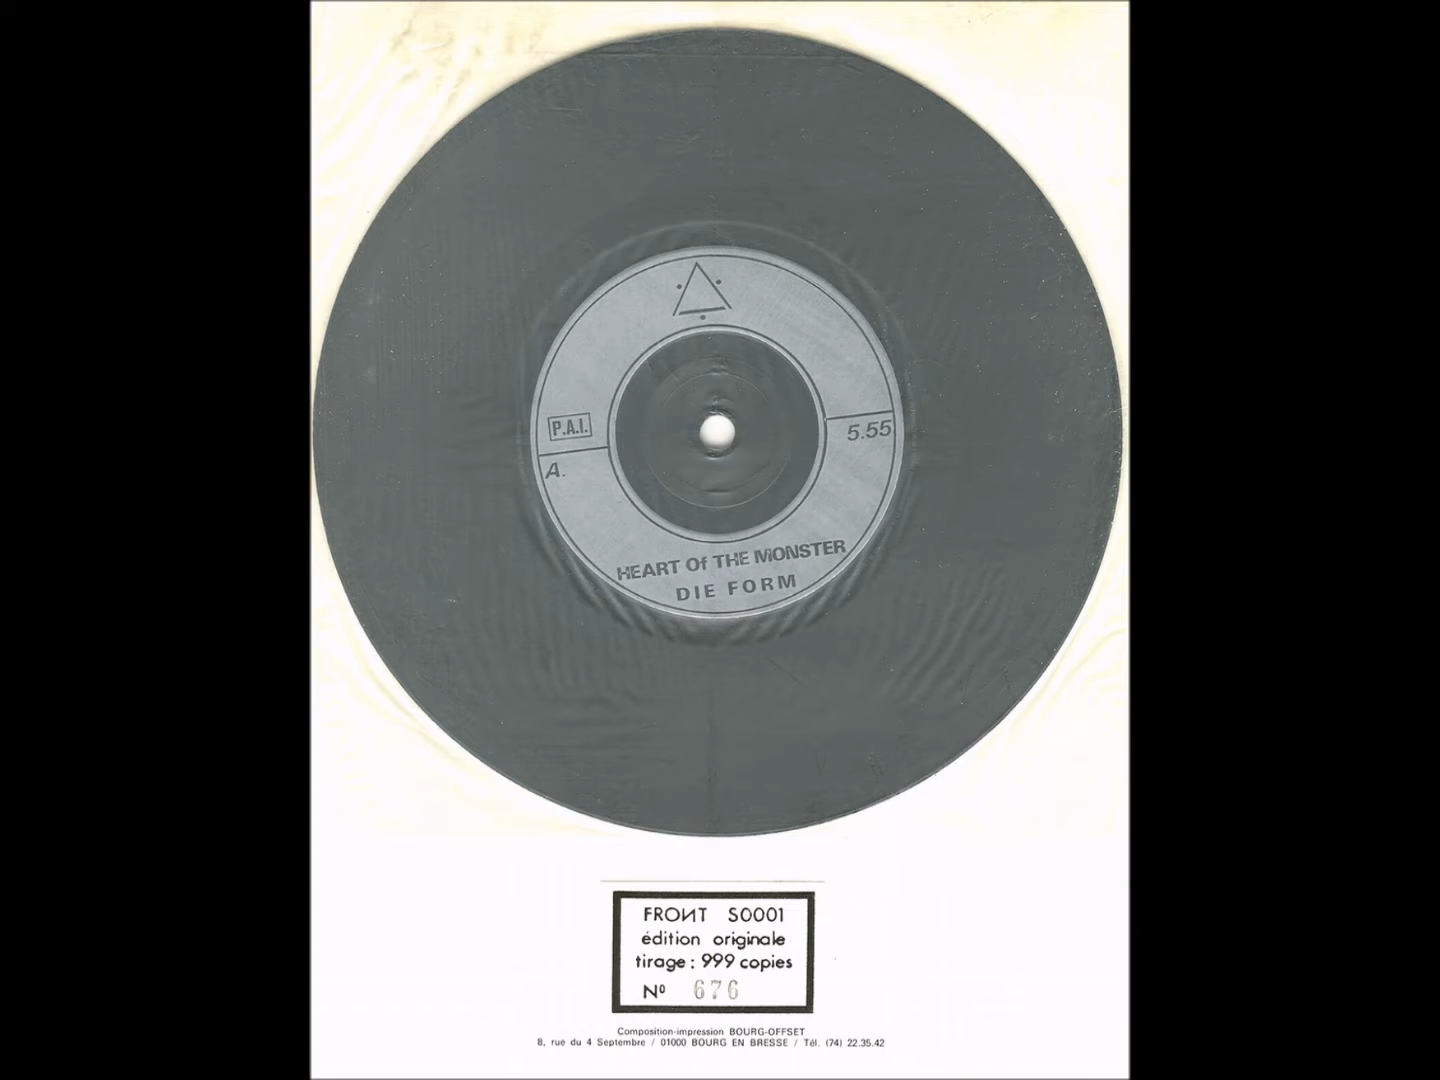 P.A.I.
5.55
A.
HEART Of THE MONSTER
DIE FORM
FROИT S0001
édition originale
tirage : 999 copies
Nº 676
Composition-impression BOURG-OFFSET
8, rue du 4 Septembre / 01000 BOURG EN BRESSE / Tél. (74) 22.35.42